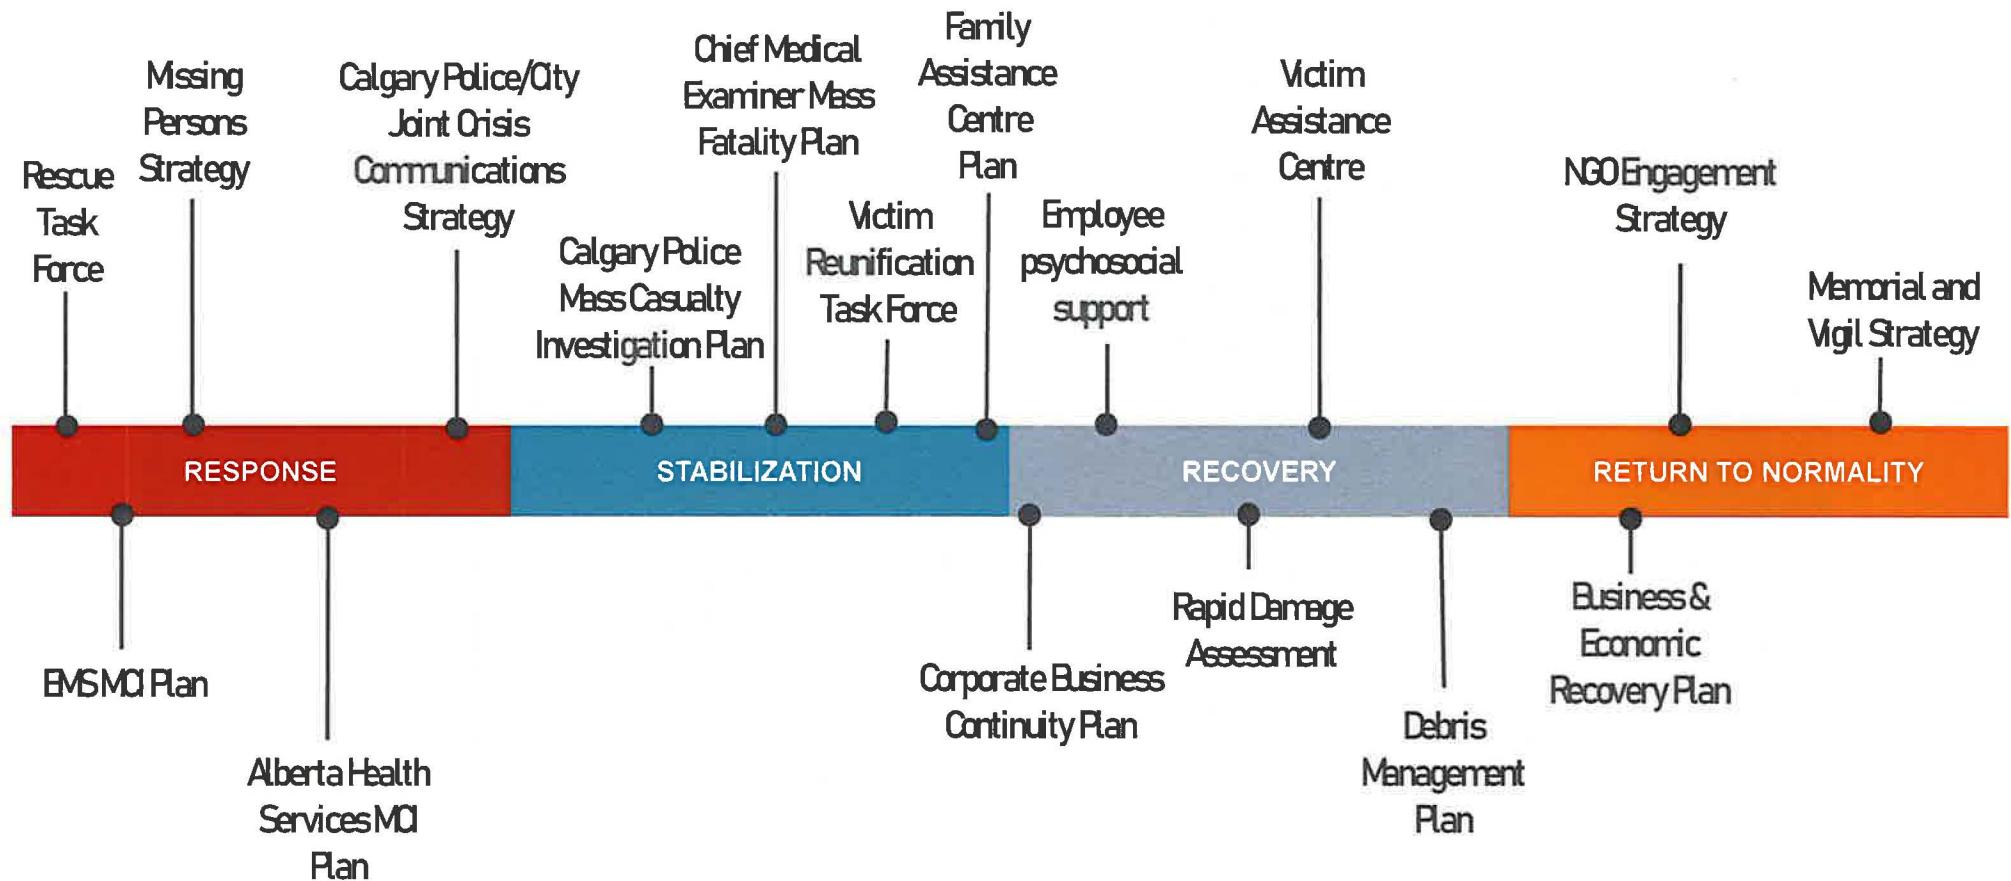 Rescue
Task
Force
Missing
Persons
Strategy
Calgary Police/City
Joint Crisis
Communications
Strategy
Calgary Police
Mass Casualty
Investigation Plan
Chief Medical
Examiner Mass
Fatality Plan
Victim
Reunification
Task Force
Family
Assistance
Centre
Plan
Employee
psychosocial
support
Victim
Assistance
Centre
NGO Engagement
Strategy
Memorial and
Vigil Strategy
RESPONSE
STABILIZATION
RECOVERY
RETURN TO NORMALITY
EMS MCI Plan
Alberta Health
Services MCI
Plan
Corporate Business
Continuity Plan
Rapid Damage
Assessment
Debris
Management
Plan
Business &
Economic
Recovery Plan